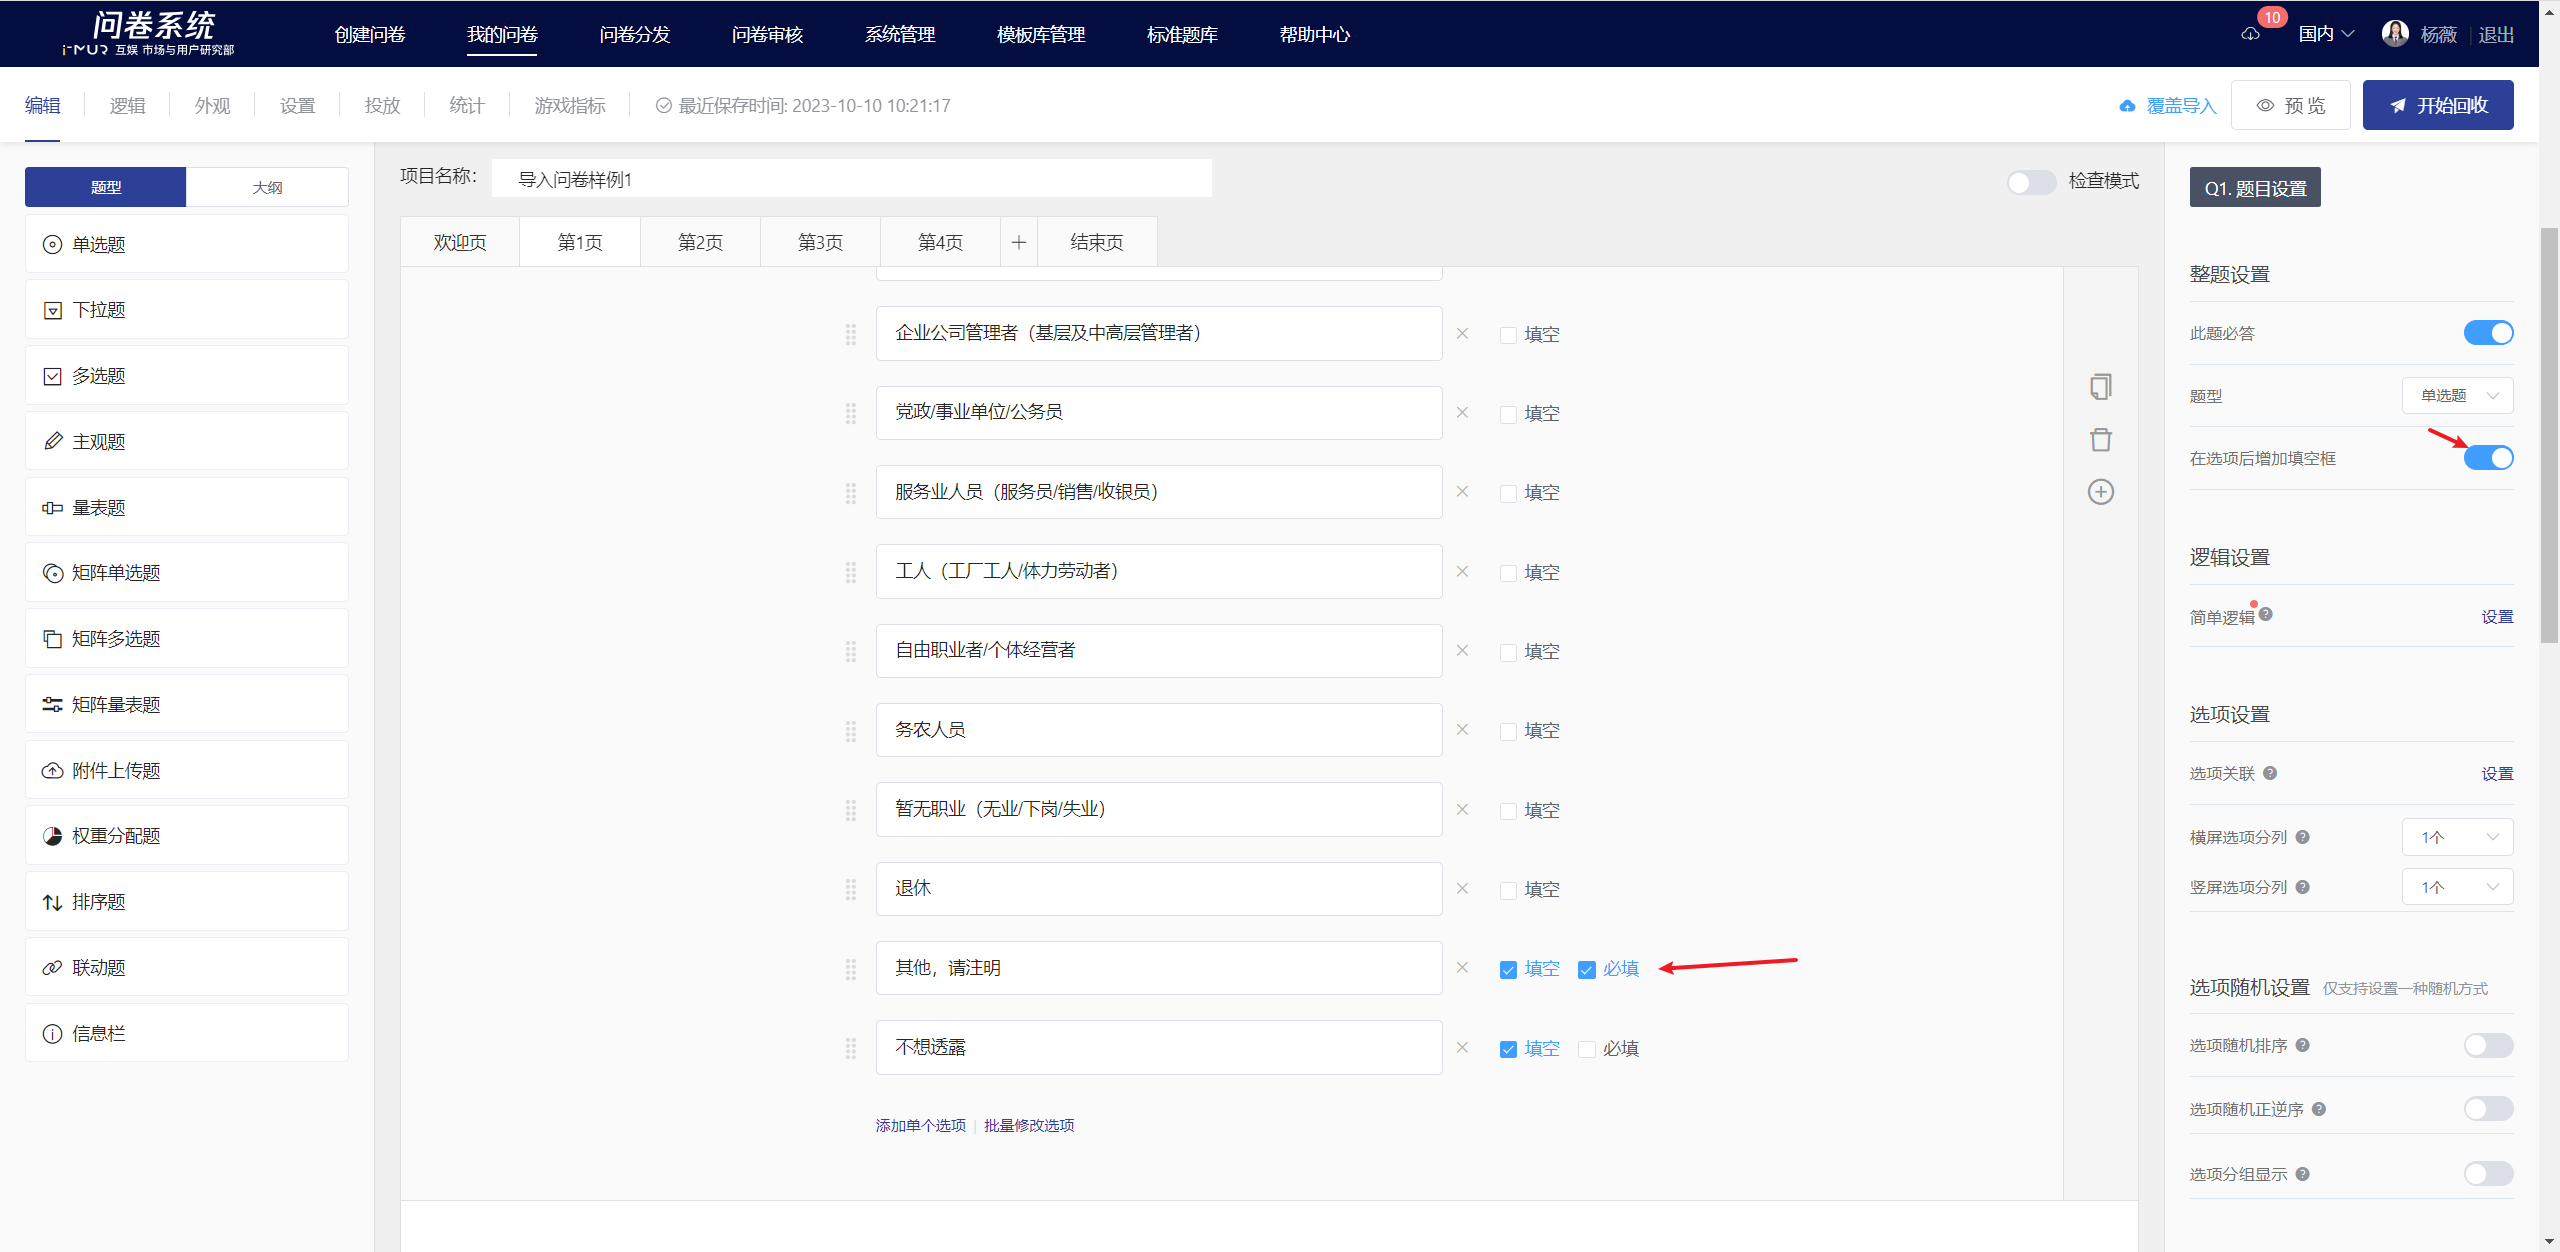 问卷系统
i-MUR 互娱 市场与用户研究部
创建问卷 我的问卷 问卷分发 问卷审核 系统管理 模板库管理 标准题库 帮助中心
10 国内 杨薇 退出
编辑 逻辑 外观 设置 投放 统计 游戏指标 最近保存时间: 2023-10-10 10:21:17
覆盖导入 预 览 开始回收
题型 大纲
单选题
下拉题
多选题
主观题
量表题
矩阵单选题
矩阵多选题
矩阵量表题
附件上传题
权重分配题
排序题
联动题
信息栏
项目名称: 导入问卷样例1 检查模式
欢迎页 第1页 第2页 第3页 第4页 + 结束页
企业公司管理者（基层及中高层管理者） 填空
党政/事业单位/公务员 填空
服务业人员（服务员/销售/收银员） 填空
工人（工厂工人/体力劳动者） 填空
自由职业者/个体经营者 填空
务农人员 填空
暂无职业（无业/下岗/失业） 填空
退休 填空
其他，请注明 填空 必填
不想透露 填空 必填
添加单个选项 | 批量修改选项
Q1. 题目设置
整题设置
此题必答
题型 单选题
在选项后增加填空框
逻辑设置
简单逻辑 ? 设置
选项设置
选项关联 ? 设置
横屏选项分列 ? 1个
竖屏选项分列 ? 1个
选项随机设置 仅支持设置一种随机方式
选项随机排序 ?
选项随机正逆序 ?
选项分组显示 ?